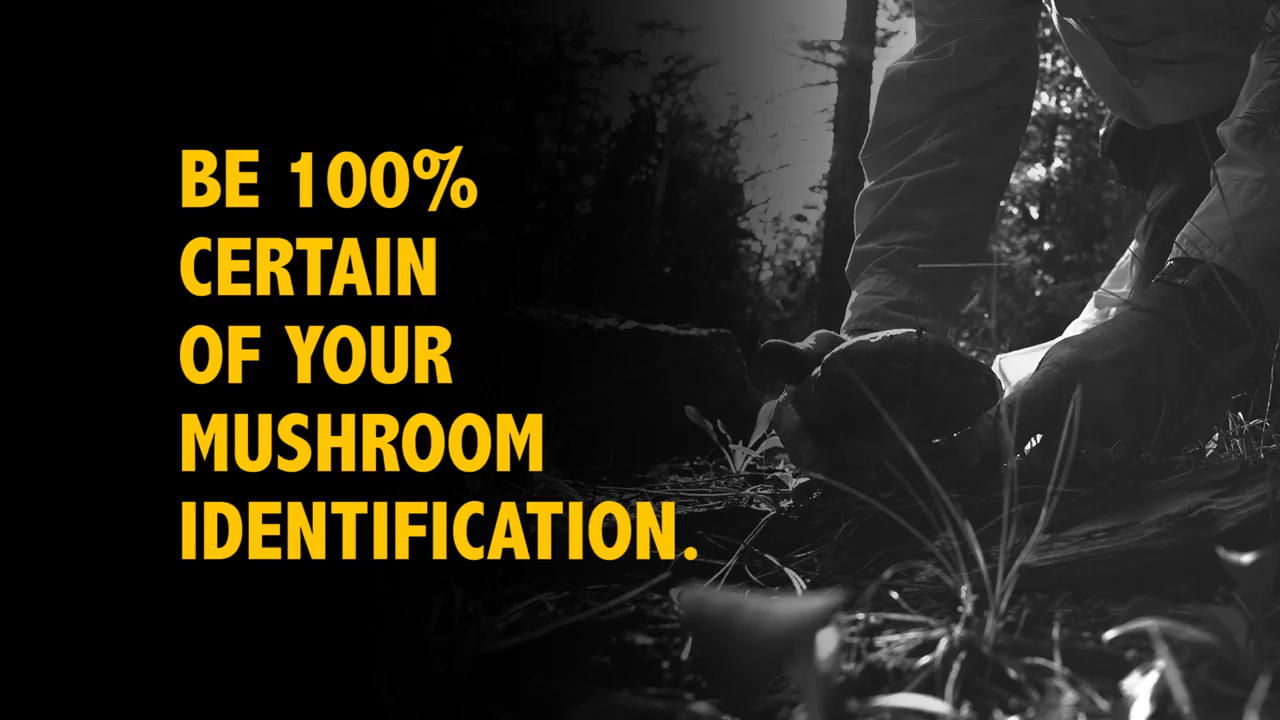 BE 100%
CERTAIN
OF YOUR
MUSHROOM
IDENTIFICATION.